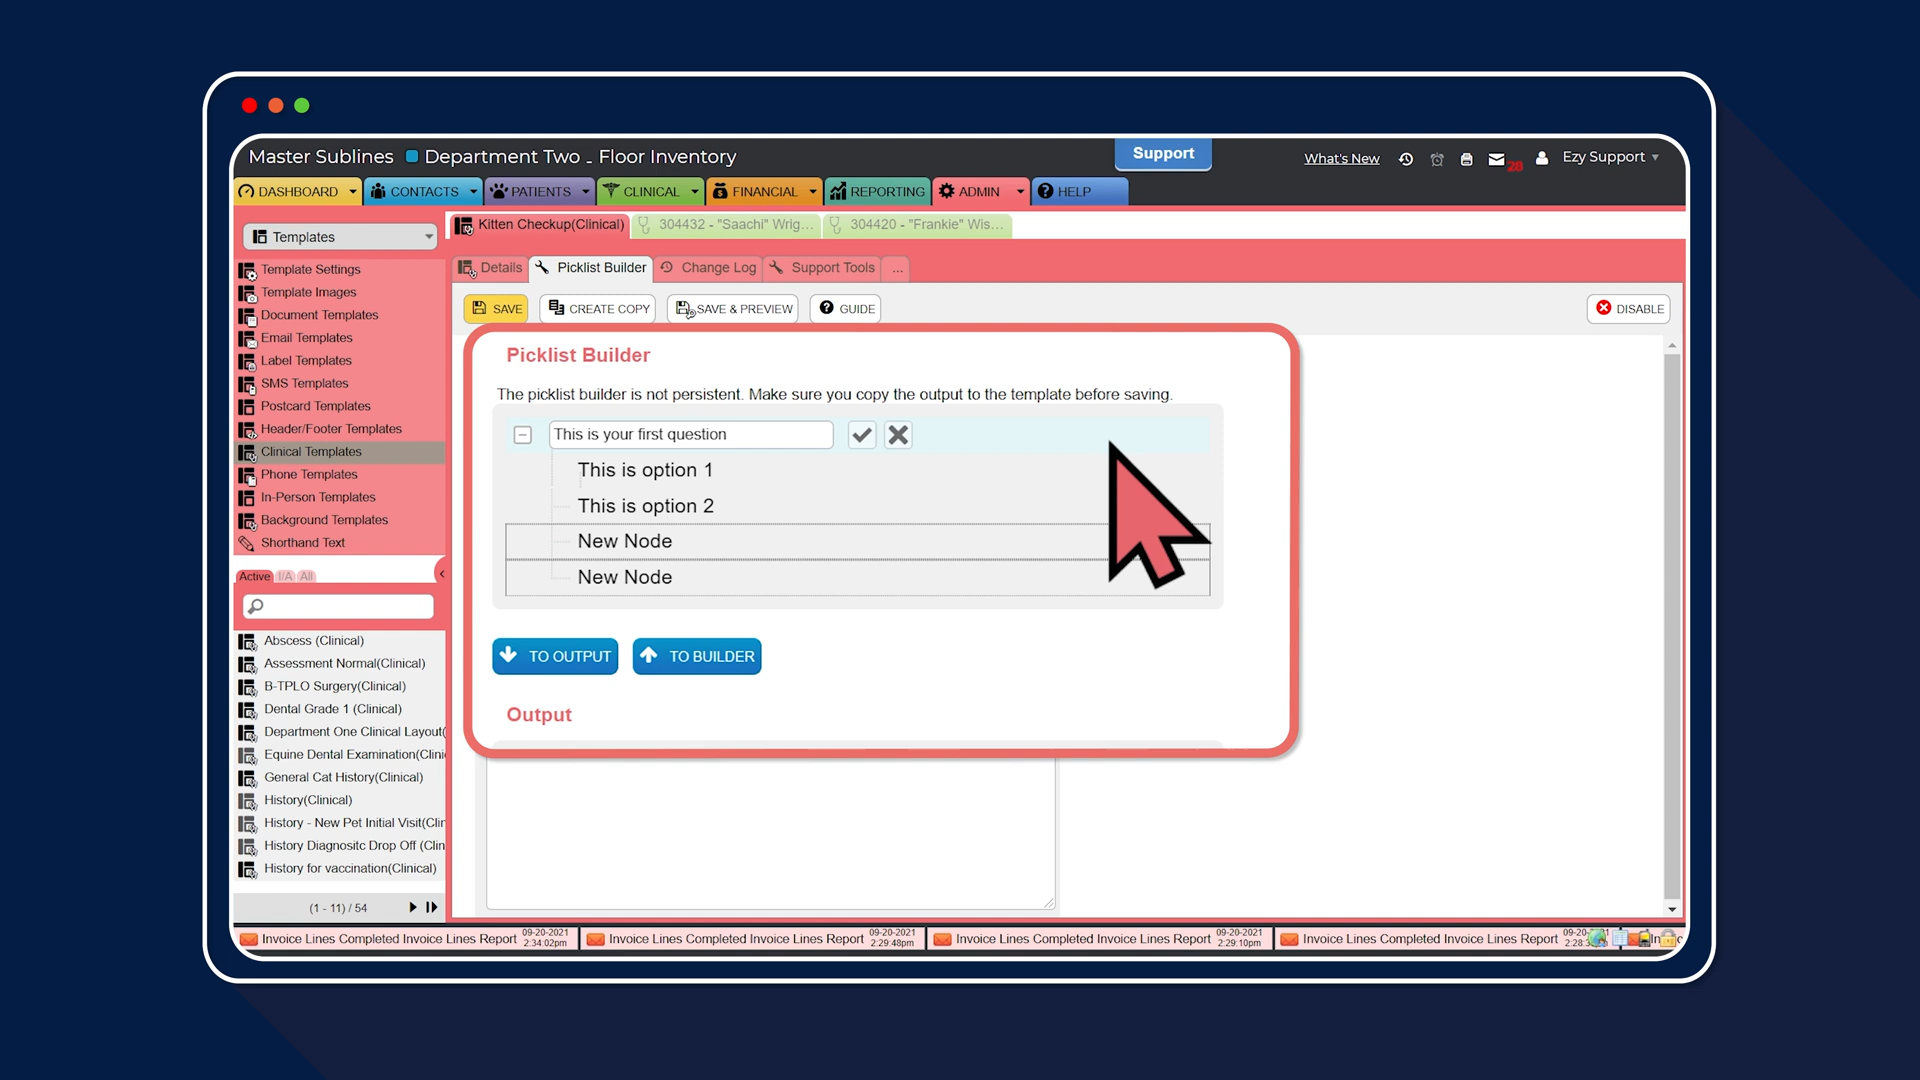 Master Sublines Department Two _ Floor Inventory
Support
What's New
28
Ezy Support
DASHBOARD CONTACTS PATIENTS CLINICAL FINANCIAL REPORTING ADMIN HELP
Templates
Kitten Checkup(Clinical) 304432 - "Saachi" Wrig... 304420 - "Frankie" Wis...
Details Picklist Builder Change Log Support Tools ...
SAVE CREATE COPY SAVE & PREVIEW GUIDE DISABLE
Template Settings
Template Images
Document Templates
Email Templates
Label Templates
SMS Templates
Postcard Templates
Header/Footer Templates
Clinical Templates
Phone Templates
In-Person Templates
Background Templates
Shorthand Text
Active I/A All
Abscess (Clinical)
Assessment Normal(Clinical)
B-TPLO Surgery(Clinical)
Dental Grade 1 (Clinical)
Department One Clinical Layout(
Equine Dental Examination(Clini
General Cat History(Clinical)
History(Clinical)
History - New Pet Initial Visit(Clin
History Diagnositc Drop Off (Clin
History for vaccination(Clinical)
(1 - 11) / 54
Picklist Builder
The picklist builder is not persistent. Make sure you copy the output to the template before saving.
This is your first question
This is option 1
This is option 2
New Node
New Node
TO OUTPUT TO BUILDER
Output
Invoice Lines Completed Invoice Lines Report 09-20-2021 2:34:02pm
Invoice Lines Completed Invoice Lines Report 09-20-2021 2:29:48pm
Invoice Lines Completed Invoice Lines Report 09-20-2021 2:29:10pm
Invoice Lines Completed Invoice Lines Report